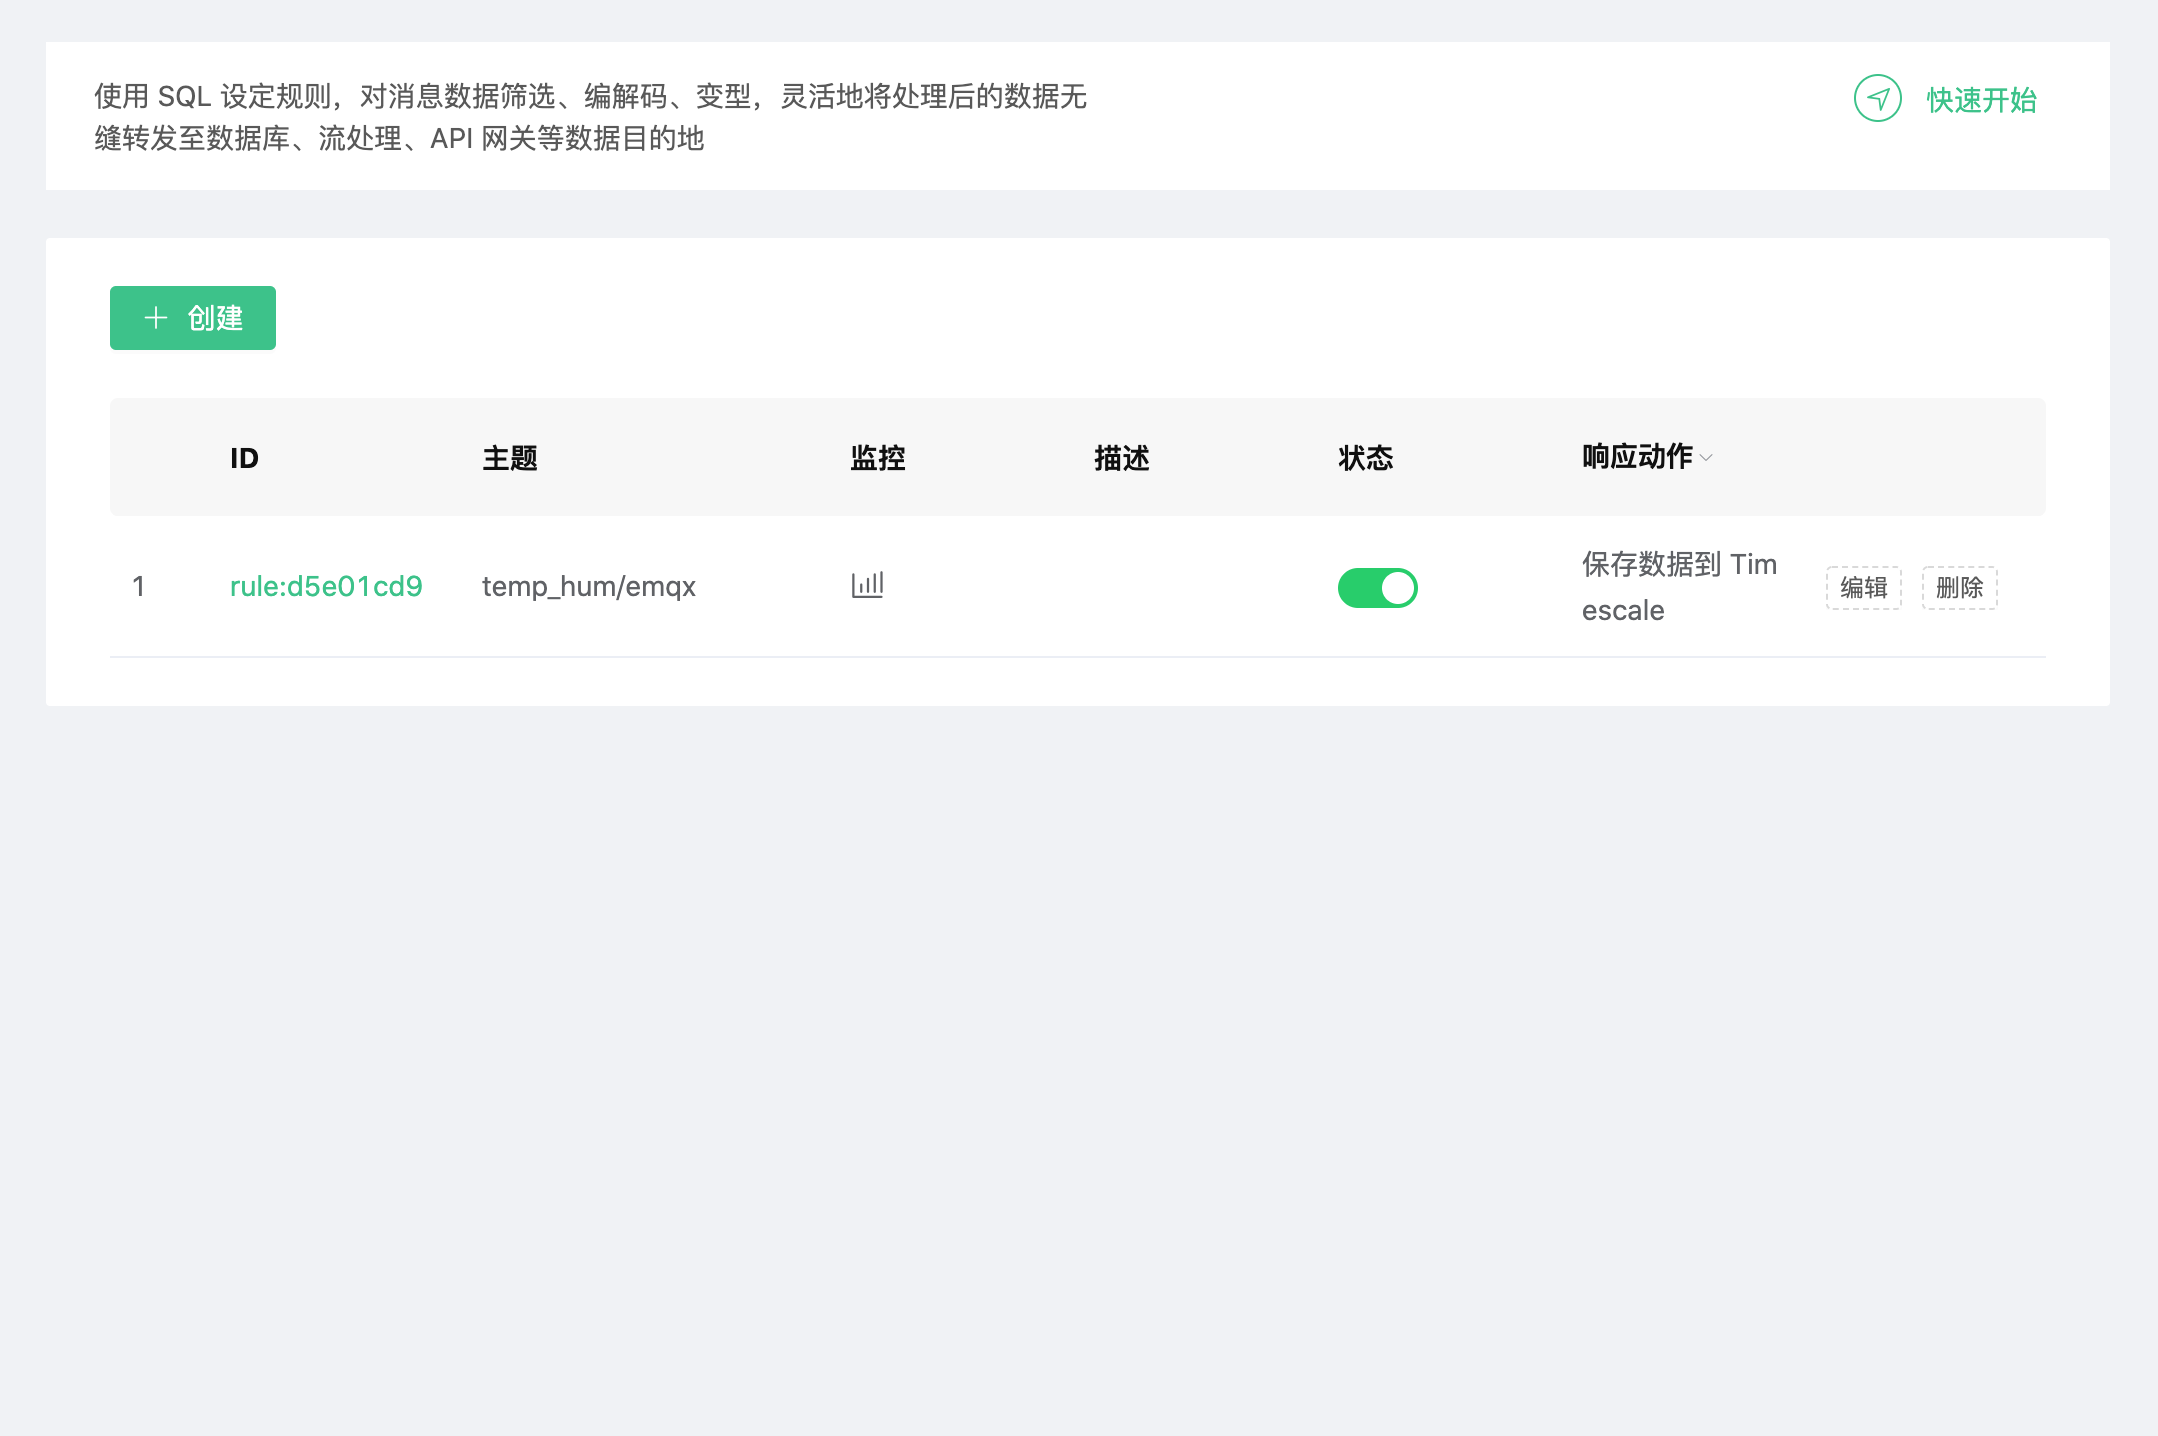 使用 SQL 设定规则，对消息数据筛选、编解码、变型，灵活地将处理后的数据无
缝转发至数据库、流处理、API 网关等数据目的地
快速开始
创建
ID 主题 监控 描述 状态 响应动作
1 rule:d5e01cd9 temp_hum/emqx 保存数据到 Tim
escale
编辑 删除